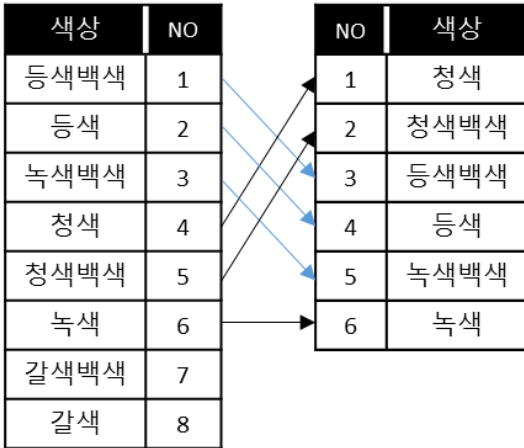 색상 NO
등색백색 1
등색 2
녹색백색 3
청색 4
청색백색 5
녹색 6
갈색백색 7
갈색 8
NO 색상
1 청색
2 청색백색
3 등색백색
4 등색
5 녹색백색
6 녹색